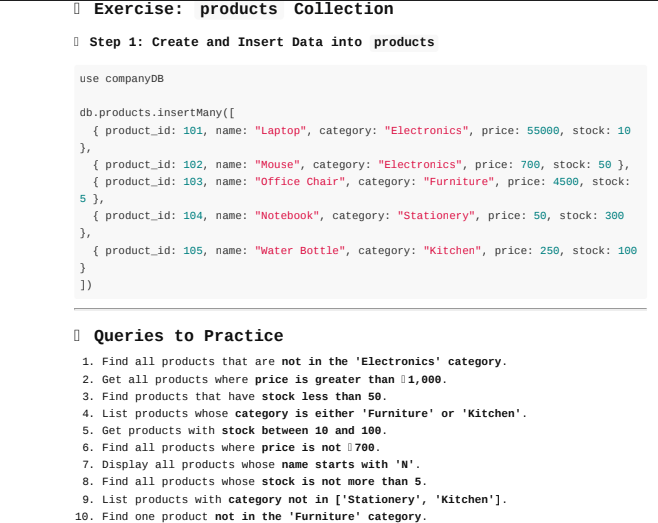 Exercise: products Collection
Step 1: Create and Insert Data into products
use companyDB
db.products.insertMany([
{ product_id: 101, name: "Laptop", category: "Electronics", price: 55000, stock: 10
},
{ product_id: 102, name: "Mouse", category: "Electronics", price: 700, stock: 50 },
{ product_id: 103, name: "Office Chair", category: "Furniture", price: 4500, stock:
5 },
{ product_id: 104, name: "Notebook", category: "Stationery", price: 50, stock: 300
},
{ product_id: 105, name: "Water Bottle", category: "Kitchen", price: 250, stock: 100
}
])
Queries to Practice
1. Find all products that are not in the 'Electronics' category.
2. Get all products where price is greater than 1,000.
3. Find products that have stock less than 50.
4. List products whose category is either 'Furniture' or 'Kitchen'.
5. Get products with stock between 10 and 100.
6. Find all products where price is not 700.
7. Display all products whose name starts with 'N'.
8. Find all products whose stock is not more than 5.
9. List products with category not in ['Stationery', 'Kitchen'].
10. Find one product not in the 'Furniture' category.